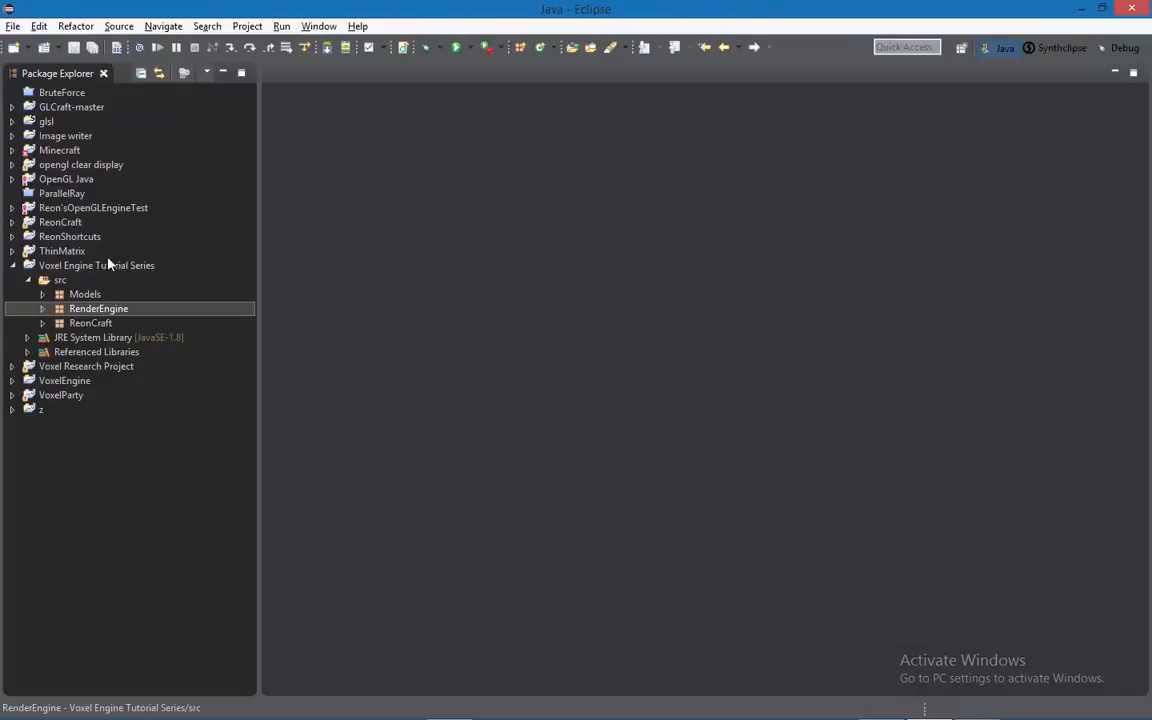 Java - Eclipse
File Edit Refactor Source Navigate Search Project Run Window Help
Quick Access
Java Synthclipse Debug
Package Explorer
BruteForce
GLCraft-master
glsl
Image writer
Minecraft
opengl clear display
OpenGL Java
ParallelRay
Reon'sOpenGLEngineTest
ReonCraft
ReonShortcuts
ThinMatrix
Voxel Engine Tutorial Series
src
Models
RenderEngine
ReonCraft
JRE System Library [JavaSE-1.8]
Referenced Libraries
Voxel Research Project
VoxelEngine
VoxelParty
z
Activate Windows
Go to PC settings to activate Windows.
RenderEngine - Voxel Engine Tutorial Series/src